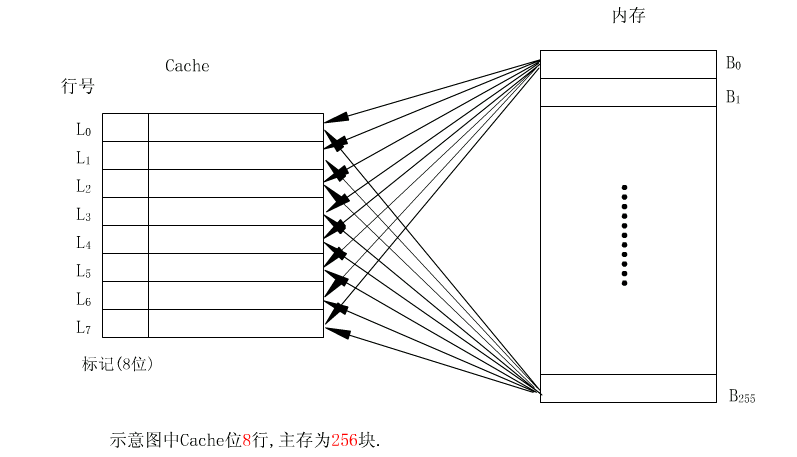 内存
Cache
行号
B0
B1
L0
L1
L2
L3
L4
L5
L6
L7
标记(8位)
B255
示意图中Cache位8行,主存为256块.